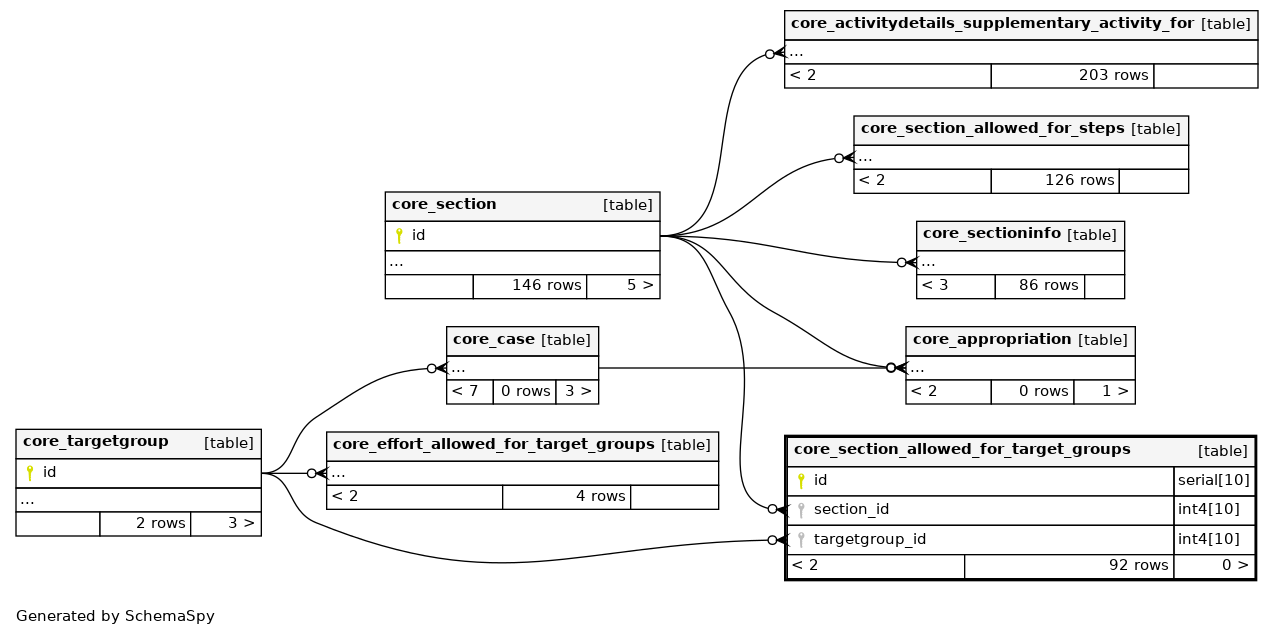 core_activitydetails_supplementary_activity_for [table]
...
< 2 203 rows
core_section_allowed_for_steps [table]
...
< 2 126 rows
core_section [table]
id
...
146 rows 5 >
core_sectioninfo [table]
...
< 3 86 rows
core_case [table]
...
< 7 0 rows 3 >
core_appropriation [table]
...
< 2 0 rows 1 >
core_targetgroup [table]
id
...
2 rows 3 >
core_effort_allowed_for_target_groups [table]
...
< 2 4 rows
core_section_allowed_for_target_groups [table]
id serial[10]
section_id int4[10]
targetgroup_id int4[10]
< 2 92 rows 0 >
Generated by SchemaSpy